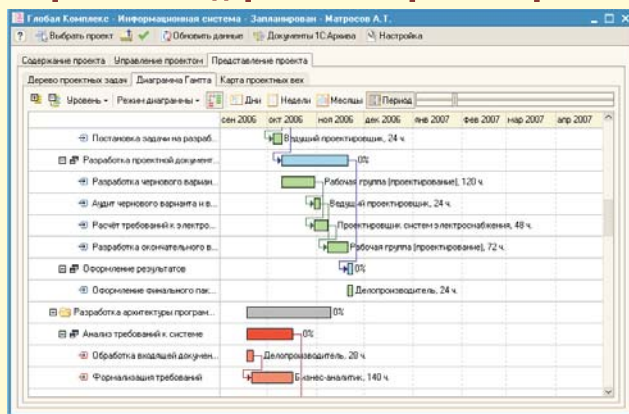 Глобал Комплекс - Информационная система - Запланирован - Матросов А.Т.
? Выбрать проект Обновить данные Документы 1С:Архива Настройка
Содержание проекта Управление проектом Представление проекта
Дерево проектных задач Диаграмма Гантта Карта проектных вех
Уровень Режим диаграммы Дни Недели Месяцы Период
сен 2006 окт 2006 ноя 2006 дек 2006 янв 2007 фев 2007 мар 2007 апр 2007
Постановка задачи на разраб... Ведущий проектировщик, 24 ч.
Разработка проектной документ... 0%
Разработка чернового вариан... Рабочая группа (проектирование), 120 ч.
Аудит чернового варианта и в... Ведущий проектировщик, 24 ч.
Расчёт требований к электро... Проектировщик систем электроснабжения, 48 ч.
Разработка окончательного в... Рабочая группа (проектирование), 72 ч.
Оформление результатов 0%
Оформление финального пак... Делопроизводитель, 24 ч.
Разработка архитектуры програм... 0%
Анализ требований к системе 0%
Обработка входящей докумен... Делопроизводитель, 28 ч.
Формализация требований Бизнес-аналитик, 140 ч.